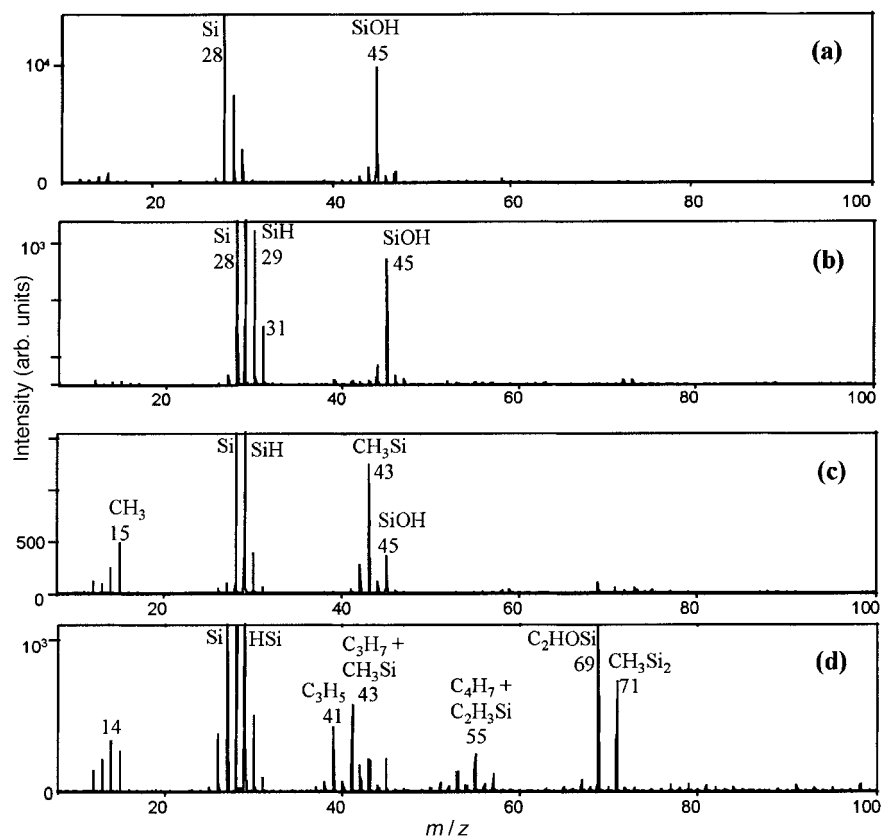 Intensity (arb. units)
Si
28
SiOH
45
(a)
10⁴
0
20
40
60
80
100
Si
28
SiH
29
31
SiOH
45
(b)
10³
20
40
60
80
100
Si
SiH
CH₃
15
CH₃Si
43
SiOH
45
(c)
500
0
20
40
60
80
100
Si
HSi
14
C₃H₅
41
C₃H₇ +
CH₃Si
43
C₄H₇ +
C₂H₃Si
55
C₂HOSi
69
CH₃Si₂
71
(d)
10³
0
20
40
60
80
100
m / z